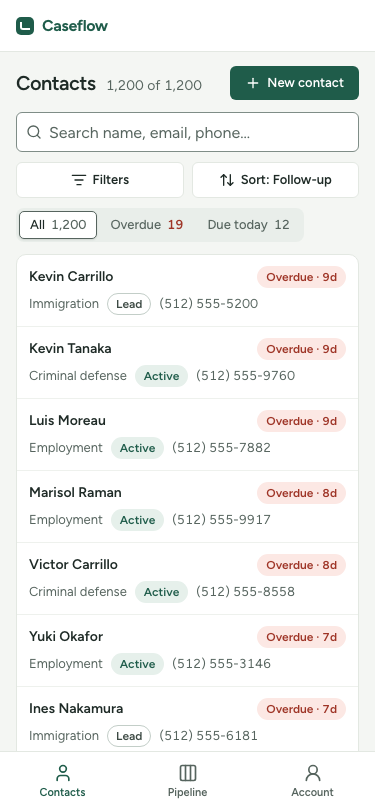 Caseflow
Contacts 1,200 of 1,200
New contact
Search name, email, phone...
Filters
Sort: Follow-up
All 1,200 Overdue 19 Due today 12
Kevin Carrillo Overdue · 9d
Immigration Lead (512) 555-5200
Kevin Tanaka Overdue · 9d
Criminal defense Active (512) 555-9760
Luis Moreau Overdue · 9d
Employment Active (512) 555-7882
Marisol Raman Overdue · 8d
Employment Active (512) 555-9917
Victor Carrillo Overdue · 8d
Criminal defense Active (512) 555-8558
Yuki Okafor Overdue · 7d
Employment Active (512) 555-3146
Ines Nakamura Overdue · 7d
Immigration Lead (512) 555-6181
Contacts Pipeline Account